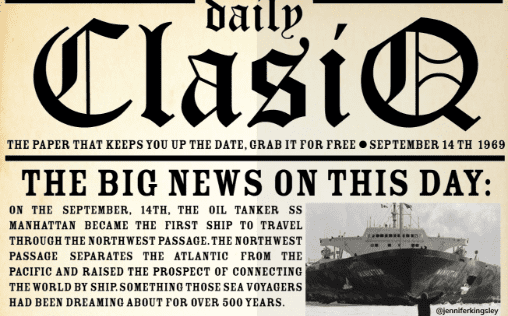 daily
ClasiQ
THE PAPER THAT KEEPS YOU UP THE DATE, GRAB IT FOR FREE ● SEPTEMBER 14 TH 1969
THE BIG NEWS ON THIS DAY:
ON THE SEPTEMBER, 14TH, THE OIL TANKER SS
MANHATTAN BECAME THE FIRST SHIP TO TRAVEL
THROUGH THE NORTHWEST PASSAGE. THE NORTHWEST
PASSAGE SEPARATES THE ATLANTIC FROM THE
PACIFIC AND RAISED THE PROSPECT OF CONNECTING
THE WORLD BY SHIP. SOMETHING THOSE SEA VOYAGERS
HAD BEEN DREAMING ABOUT FOR OVER 500 YEARS.
@jenniferkingsley